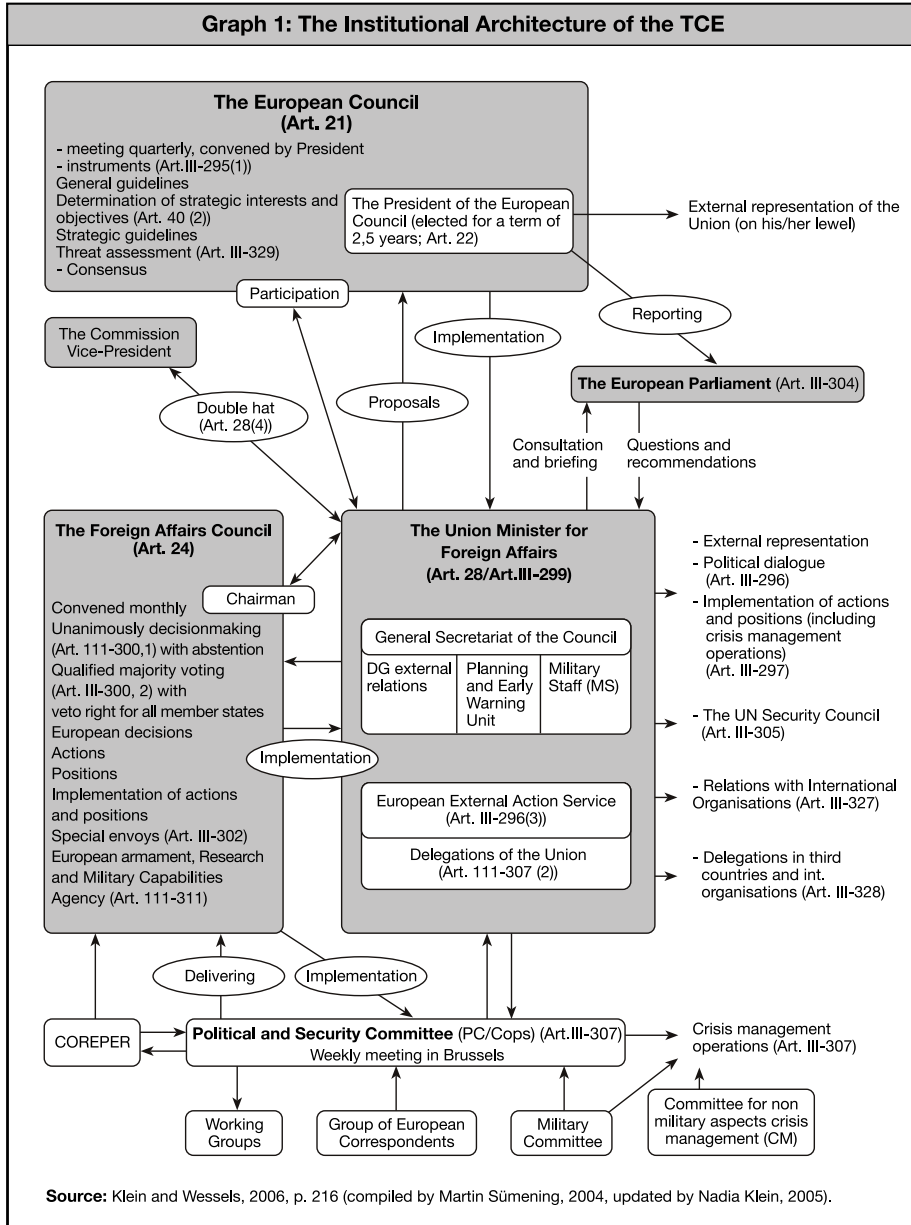 Graph 1: The Institutional Architecture of the TCE
The European Council
(Art. 21)
- meeting quarterly, convened by President
- instruments (Art.III-295(1))
General guidelines
Determination of strategic interests and
objectives (Art. 40 (2))
Strategic guidelines
Threat assessment (Art. III-329)
- Consensus
The President of the European
Council (elected for a term of
2,5 years; Art. 22)
External representation of the
Union (on his/her lewel)
Participation
Implementation
Reporting
The Commission
Vice-President
Double hat
(Art. 28(4))
Proposals
The European Parliament (Art. III-304)
Consultation
and briefing
Questions and
recommendations
The Foreign Affairs Council
(Art. 24)
Chairman
Convened monthly
Unanimously decisionmaking
(Art. 111-300,1) with abstention
Qualified majority voting
(Art. III-300, 2) with
veto right for all member states
European decisions
Actions
Positions
Implementation of actions
and positions
Special envoys (Art. III-302)
European armament, Research
and Military Capabilities
Agency (Art. 111-311)
Implementation
The Union Minister for
Foreign Affairs
(Art. 28/Art.III-299)
General Secretariat of the Council
DG external
relations
Planning
and Early
Warning
Unit
Military
Staff (MS)
European External Action Service
(Art. III-296(3))
Delegations of the Union
(Art. 111-307 (2))
- External representation
- Political dialogue
(Art. III-296)
- Implementation of actions
and positions (including
crisis management
operations)
(Art. III-297)
- The UN Security Council
(Art. III-305)
- Relations with International
Organisations (Art. III-327)
- Delegations in third
countries and int.
organisations (Art. III-328)
Delivering
Implementation
COREPER
Political and Security Committee (PC/Cops) (Art.III-307)
Weekly meeting in Brussels
Crisis management
operations (Art. III-307)
Working
Groups
Group of European
Correspondents
Military
Committee
Committee for non
military aspects crisis
management (CM)
Source: Klein and Wessels, 2006, p. 216 (compiled by Martin Sümening, 2004, updated by Nadia Klein, 2005).